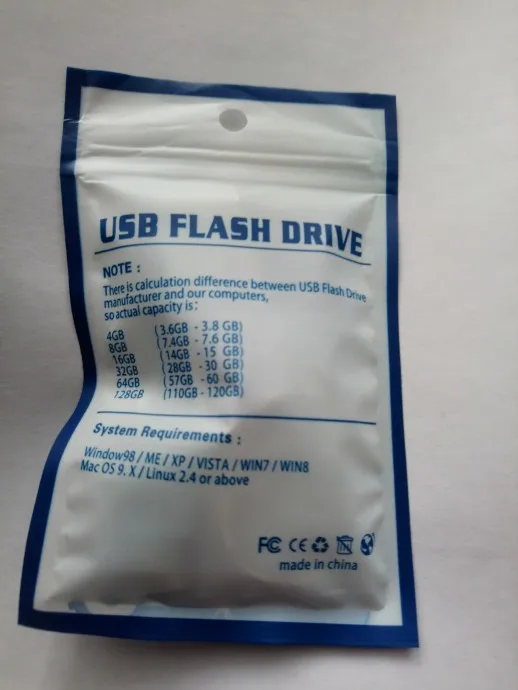 USB FLASH DRIVE
NOTE :
There is calculation difference between USB Flash Drive
manufacturer and our computers,
so actual capacity is:
4GB (3.6GB - 3.8 GB)
8GB (7.4GB - 7.6 GB)
16GB (14GB - 15 GB)
32GB (28GB - 30 GB)
64GB (57GB - 60 GB)
128GB (110GB - 120GB)
System Requirements :
Window98 / ME / XP / VISTA / WIN7 / WIN8
Mac OS 9. X / Linux 2.4 or above
FC CE
made in china